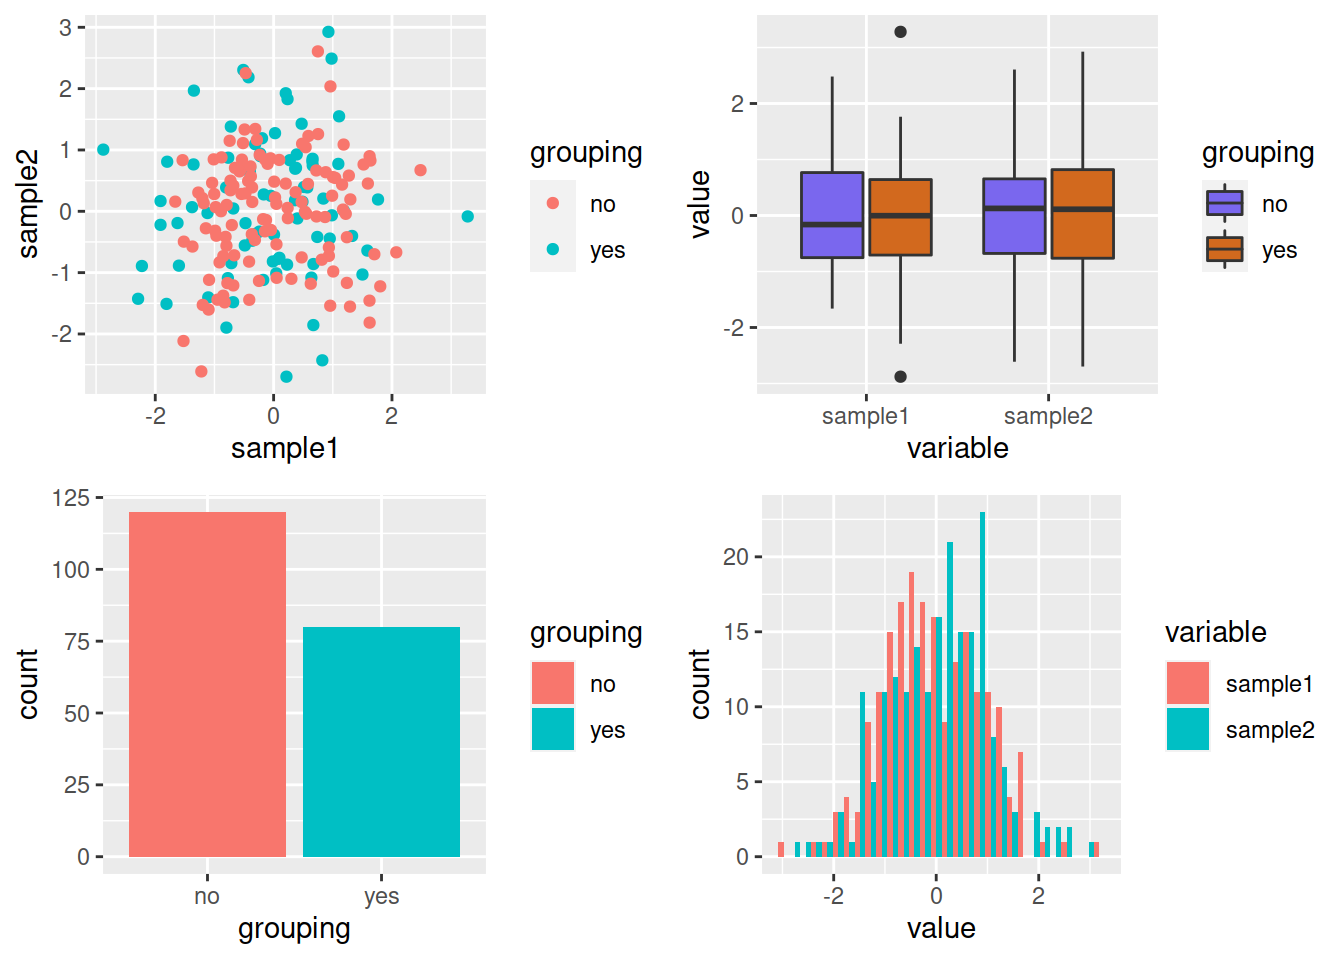 3
2
1
0
-1
-2
sample2
-2 0 2
sample1
grouping
no
yes
2
0
-2
value
sample1 sample2
variable
grouping
no
yes
125
100
75
50
25
0
count
no yes
grouping
grouping
no
yes
20
15
10
5
0
count
-2 0 2
value
variable
sample1
sample2